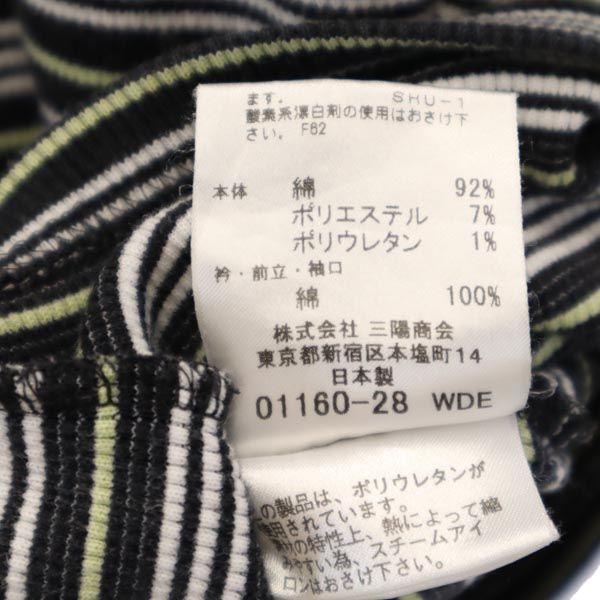 ます。 SHU-1
酸素系漂白剤の使用はおさけ下
さい。 F62
本体 綿 92%
ポリエステル 7%
ポリウレタン 1%
衿・前立・袖口
綿 100%
株式会社 三陽商会
東京都新宿区本塩町14
日本製
01160-28 WDE
の製品は、ポリウレタンが
使用されています。
の特性上、熱によって縮
みやすい為、スチームアイ
ロンはおさけ下さい。